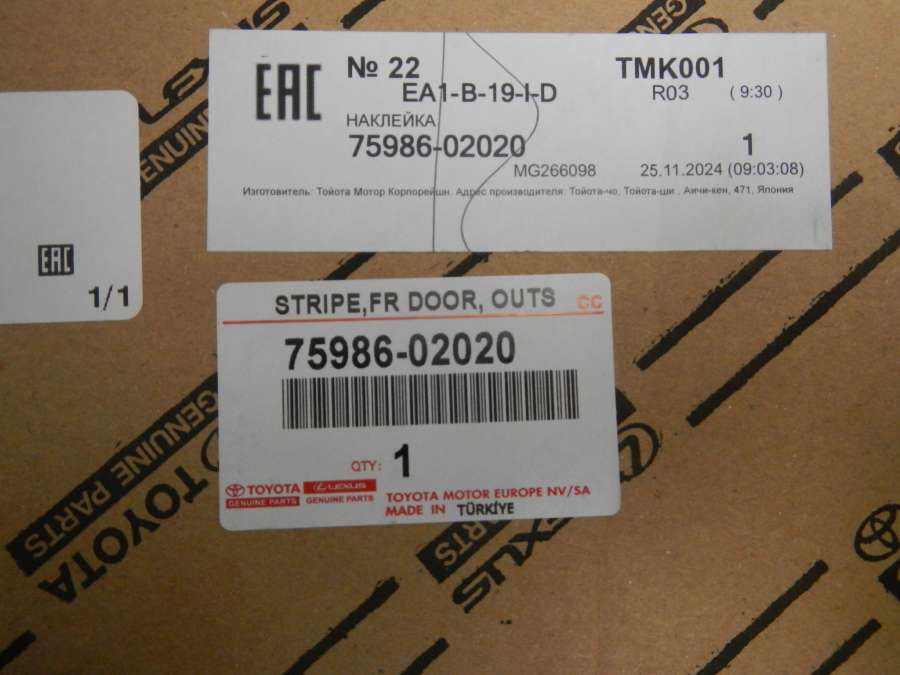 EAC
№ 22
TMK001
EA1-B-19-I-D
R03
( 9:30 )
НАКЛЕЙКА
75986-02020
1
MG266098
25.11.2024 (09:03:08)
Изготовитель: Тойота Мотор Корпорейшн. Адрес производителя: Тойота-чо, Тойота-ши , Аичи-кен, 471, Япония
EAC
1/1
STRIPE,FR DOOR, OUTS
CC
75986-02020
QTY: 1
TOYOTA
GENUINE PARTS
LEXUS
GENUINE PARTS
TOYOTA MOTOR EUROPE NV/SA
MADE IN TÜRKİYE
GENUINE PARTS
TOYOTA
PARTS
LEXUS